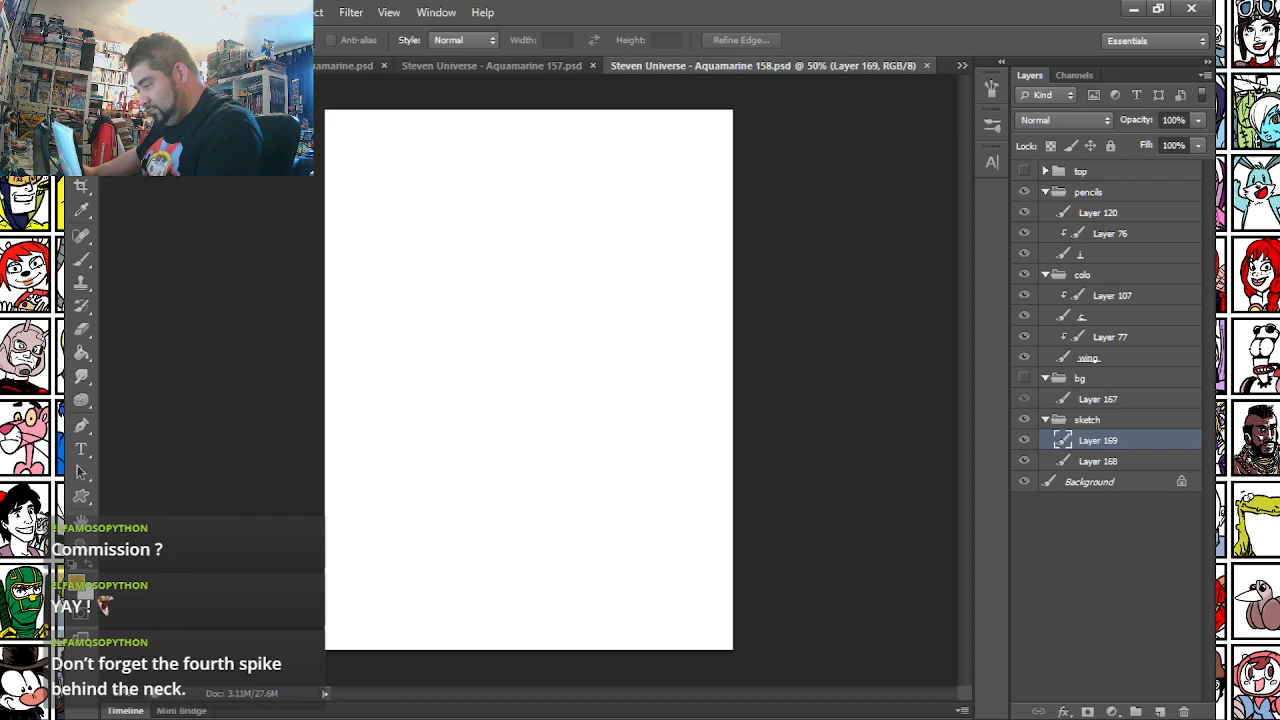 ct Filter View Window Help
Anti-alias Style: Normal Width: Height: Refine Edge... Essentials
amarine.psd × Steven Universe - Aquamarine 157.psd × Steven Universe - Aquamarine 158.psd @ 50% (Layer 169, RGB/8) ×
Layers Channels
Kind
Normal Opacity: 100%
Lock: Fill: 100%
top
pencils
Layer 120
Layer 76
i
colo
Layer 107
c
Layer 77
wing
bg
Layer 167
sketch
Layer 169
Layer 168
Background
ELFAMOSOPYTHON
Commission ?
ELFAMOSOPYTHON
YAY !
ELFAMOSOPYTHON
Don't forget the fourth spike
behind the neck.
Doc: 3.11M/27.6M
Timeline Mini Bridge